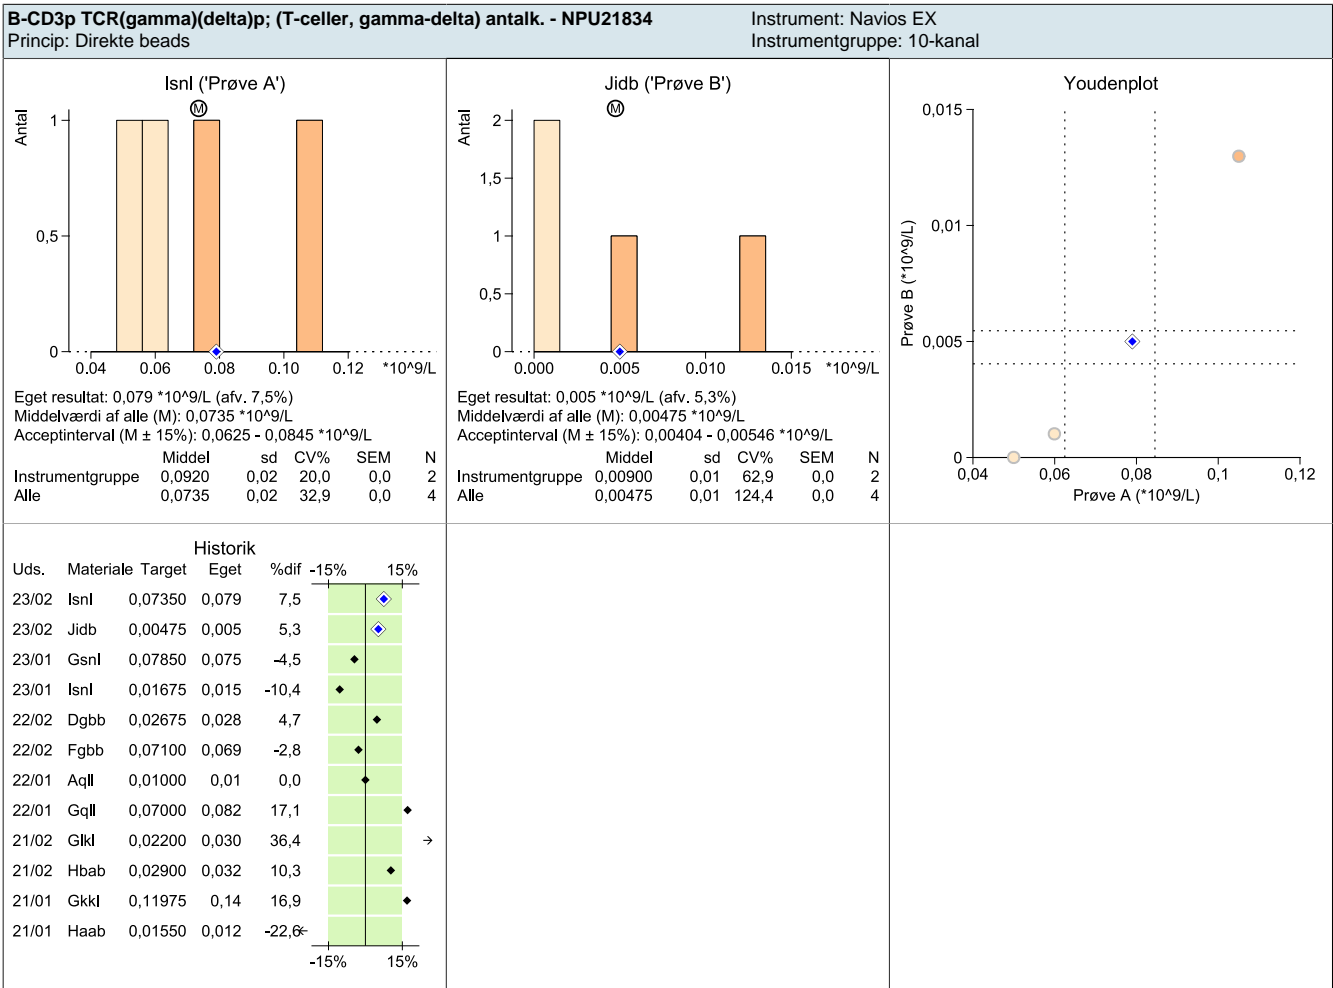 B-CD3p TCR(gamma)(delta)p; (T-celler, gamma-delta) antalk. - NPU21834
Princip: Direkte beads
Instrument: Navios EX
Instrumentgruppe: 10-kanal
Isnl ('Prøve A')
M
Antal
1
0,5
0
0.04 0.06 0.08 0.10 0.12 *10^9/L
Eget resultat: 0,079 *10^9/L (afv. 7,5%)
Middelværdi af alle (M): 0,0735 *10^9/L
Acceptinterval (M ± 15%): 0,0625 - 0,0845 *10^9/L
Middel sd CV% SEM N
Instrumentgruppe 0,0920 0,02 20,0 0,0 2
Alle 0,0735 0,02 32,9 0,0 4
Jidb ('Prøve B')
M
Antal
2
1,5
1
0,5
0
0.000 0.005 0.010 0.015 *10^9/L
Eget resultat: 0,005 *10^9/L (afv. 5,3%)
Middelværdi af alle (M): 0,00475 *10^9/L
Acceptinterval (M ± 15%): 0,00404 - 0,00546 *10^9/L
Middel sd CV% SEM N
Instrumentgruppe 0,00900 0,01 62,9 0,0 2
Alle 0,00475 0,01 124,4 0,0 4
Youdenplot
Prøve B (*10^9/L)
0,015
0,01
0,005
0
0,04 0,06 0,08 0,1 0,12
Prøve A (*10^9/L)
Historik
Uds. Materiale Target Eget %dif -15% 15%
23/02 Isnl 0,07350 0,079 7,5
23/02 Jidb 0,00475 0,005 5,3
23/01 Gsnl 0,07850 0,075 -4,5
23/01 Isnl 0,01675 0,015 -10,4
22/02 Dgbb 0,02675 0,028 4,7
22/02 Fgbb 0,07100 0,069 -2,8
22/01 Aqll 0,01000 0,01 0,0
22/01 Gqll 0,07000 0,082 17,1
21/02 Glkl 0,02200 0,030 36,4 →
21/02 Hbab 0,02900 0,032 10,3
21/01 Gkkl 0,11975 0,14 16,9
21/01 Haab 0,01550 0,012 -22,6 ←
-15% 15%